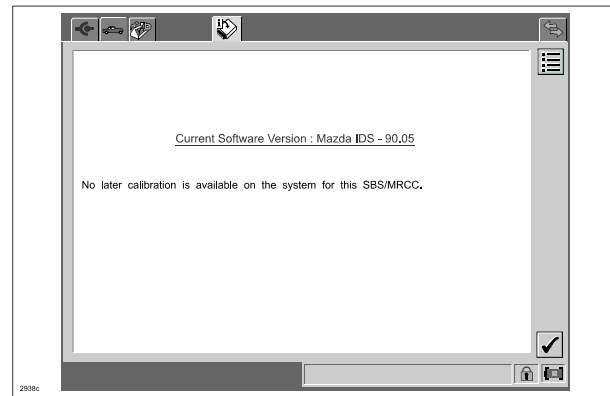 Current Software Version : Mazda IDS - 90.05
No later calibration is available on the system for this SBS/MRCC.
2938c